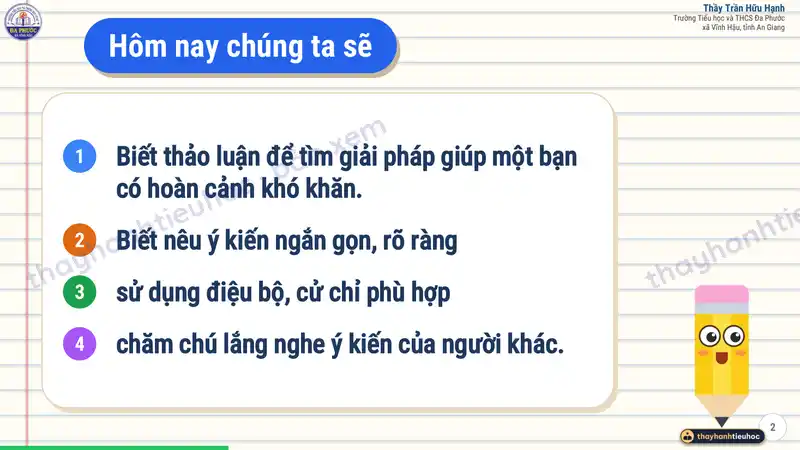 Thầy Trần Hữu Hạnh
Trường Tiểu học và THCS Đa Phước
xã Vĩnh Hậu, tỉnh An Giang
ĐA PHƯỚC
Hôm nay chúng ta sẽ
1 Biết thảo luận để tìm giải pháp giúp một bạn
có hoàn cảnh khó khăn.
2 Biết nêu ý kiến ngắn gọn, rõ ràng
3 sử dụng điệu bộ, cử chỉ phù hợp
4 chăm chú lắng nghe ý kiến của người khác.
thayhanhtieuhoc
2